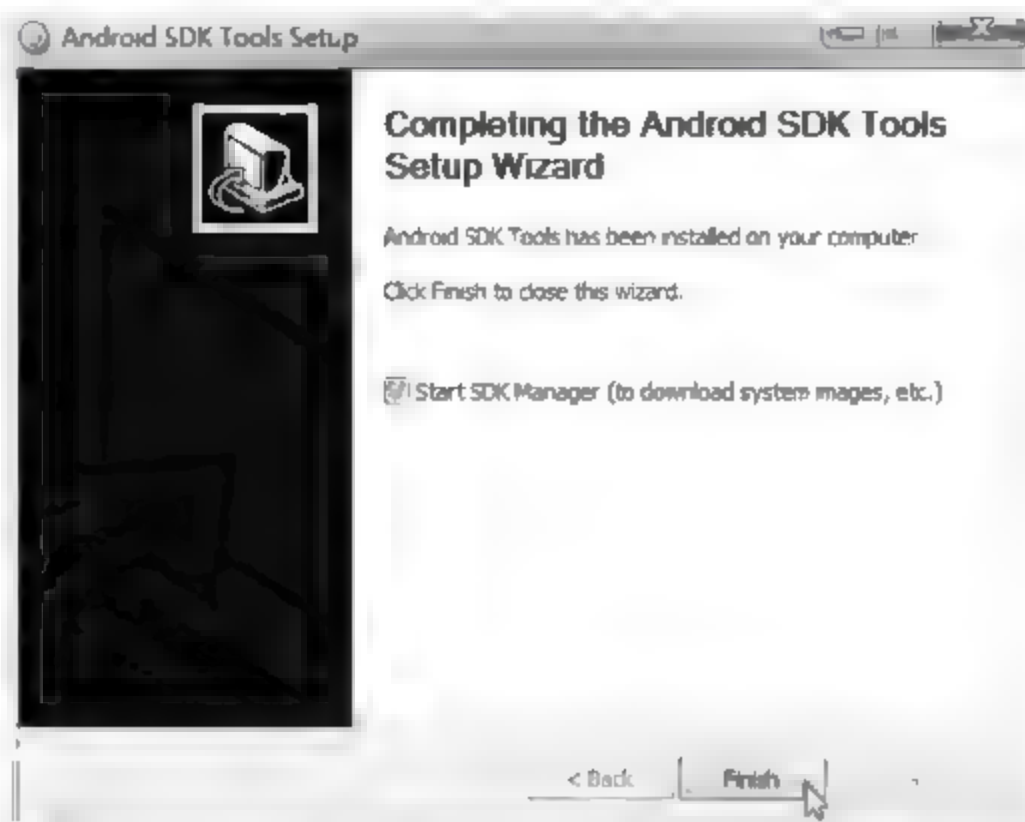 Android SDK Tools Setup
Completing the Android SDK Tools
Setup Wizard
Android SDK Tools has been installed on your computer
Click Finish to close this wizard.
Start SDK Manager (to download system images, etc.)
< Back
Finish